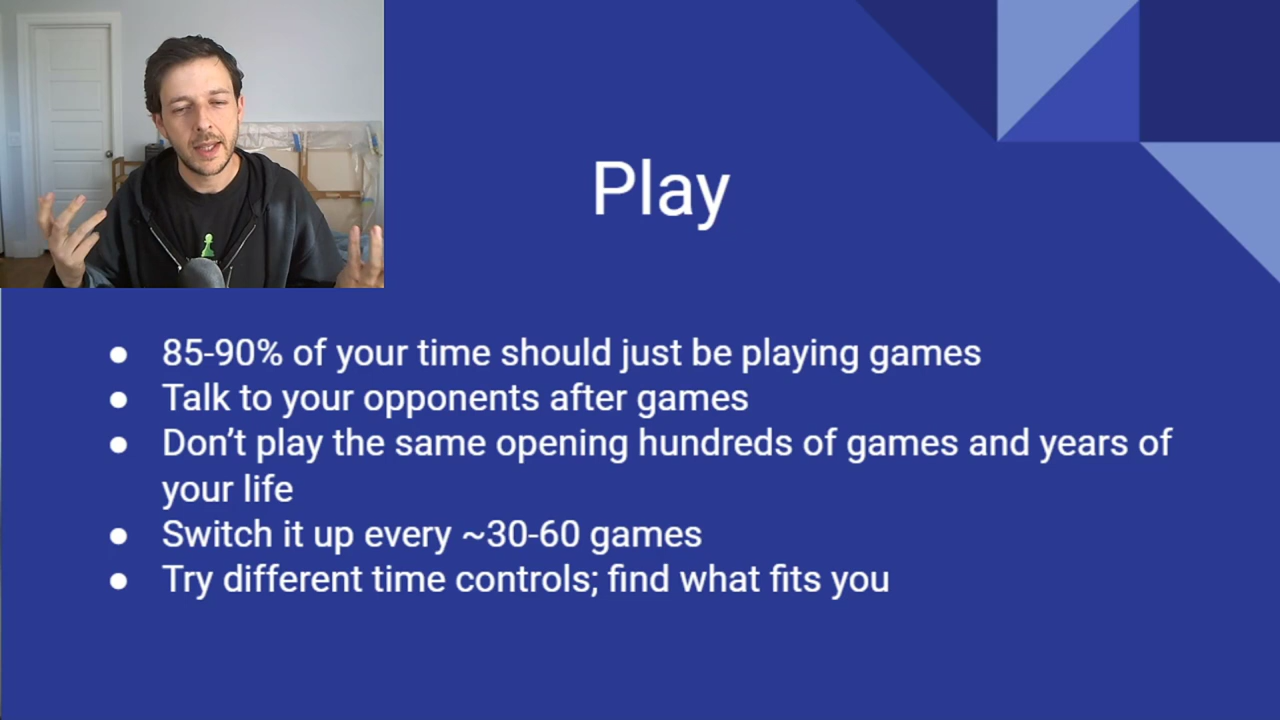 Play
● 85-90% of your time should just be playing games
● Talk to your opponents after games
● Don’t play the same opening hundreds of games and years of
your life
● Switch it up every ~30-60 games
● Try different time controls; find what fits you